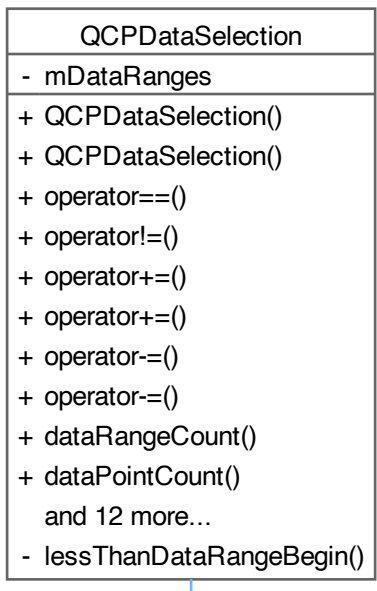 QCPDataSelection
- mDataRanges
+ QCPDataSelection()
+ QCPDataSelection()
+ operator==()
+ operator!=()
+ operator+=()
+ operator+=()
+ operator-=()
+ operator-=()
+ dataRangeCount()
+ dataPointCount()
and 12 more...
- lessThanDataRangeBegin()